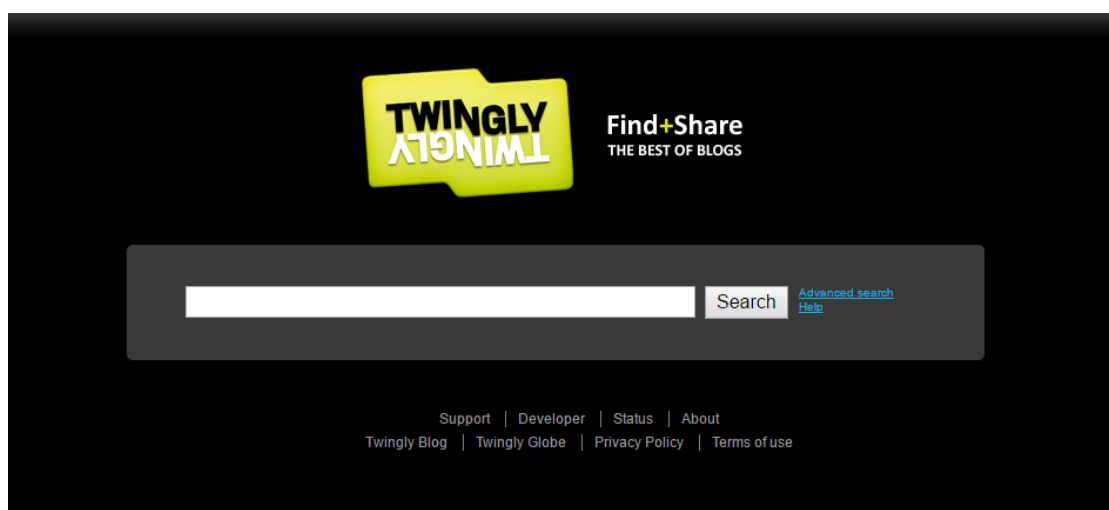 TWINGLY
TWINGLY
Find+Share
THE BEST OF BLOGS
Search
Advanced search
Help
Support | Developer | Status | About
Twingly Blog | Twingly Globe | Privacy Policy | Terms of use